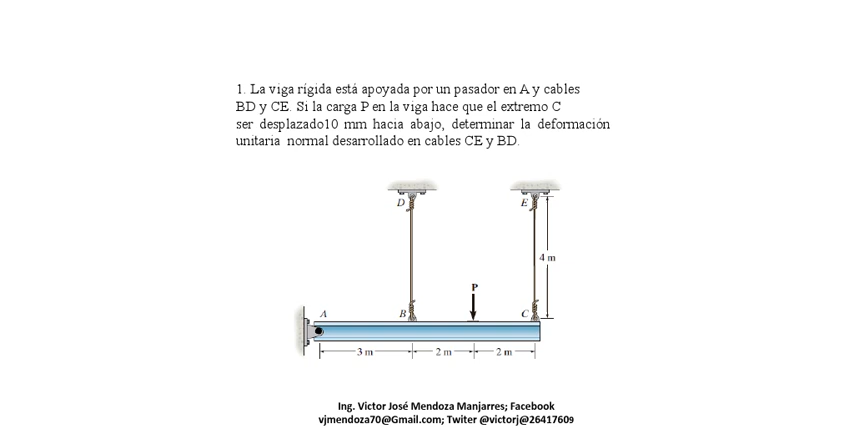 1. La viga rígida está apoyada por un pasador en A y cables
BD y CE. Si la carga P en la viga hace que el extremo C
ser desplazado10 mm hacia abajo, determinar la deformación
unitaria normal desarrollado en cables CE y BD.
D
E
4 m
P
A
B
C
3 m
2 m
2 m
Ing. Victor José Mendoza Manjarres; Facebook
vjmendoza70@Gmail.com; Twiter @victorj@26417609